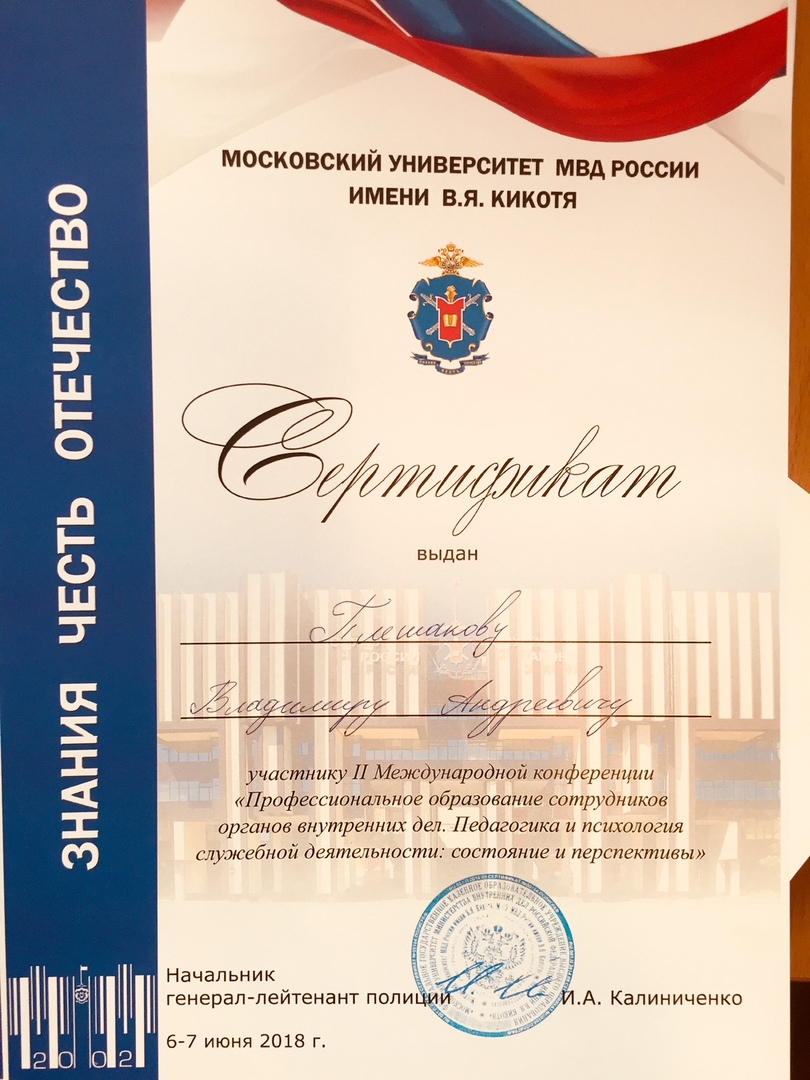 МОСКОВСКИЙ УНИВЕРСИТЕТ МВД РОССИИ
ИМЕНИ В.Я. КИКОТЯ
Сертификат
выдан
Плешакову
Владимиру Андреевичу
участнику II Международной конференции
«Профессиональное образование сотрудников
органов внутренних дел. Педагогика и психология
служебной деятельности: состояние и перспективы»
Начальник
генерал-лейтенант полиции И.А. Калиниченко
6-7 июня 2018 г.
ЗНАНИЯ ЧЕСТЬ ОТЕЧЕСТВО
2002